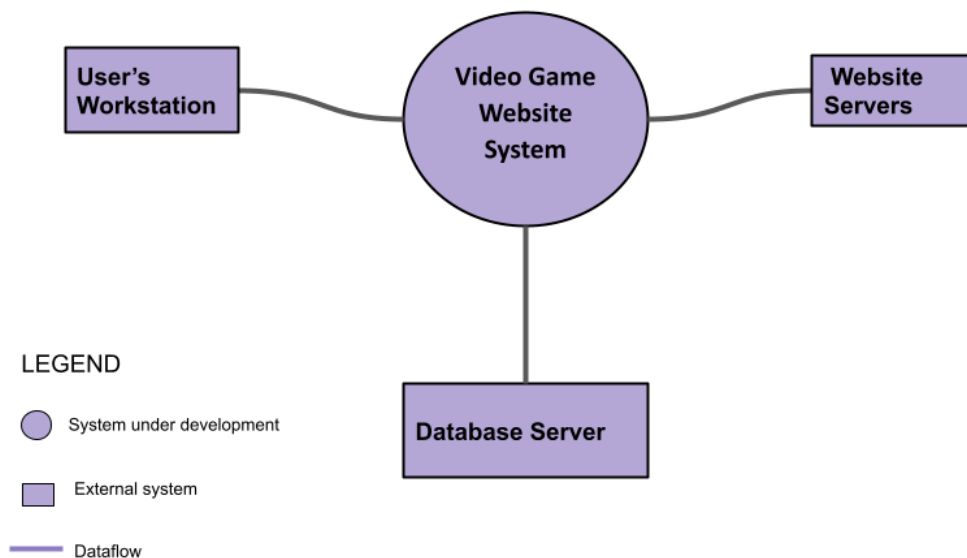 User's
Workstation
Video Game
Website
System
Website
Servers
Database Server
LEGEND
System under development
External system
Dataflow